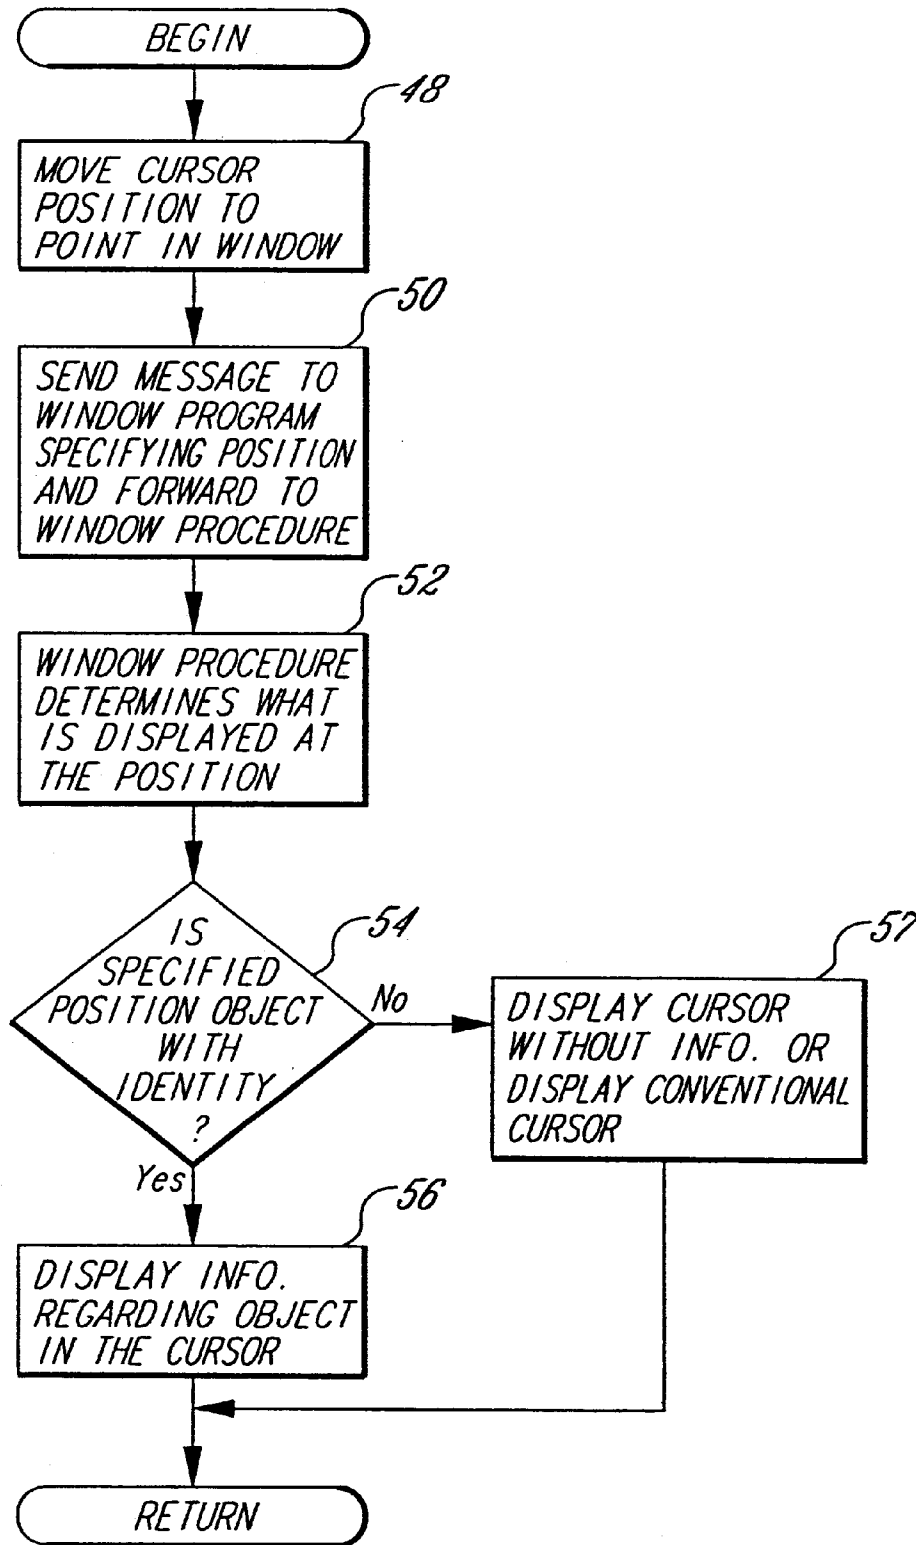 BEGIN
48
MOVE CURSOR
POSITION TO
POINT IN WINDOW
50
SEND MESSAGE TO
WINDOW PROGRAM
SPECIFYING POSITION
AND FORWARD TO
WINDOW PROCEDURE
52
WINDOW PROCEDURE
DETERMINES WHAT
IS DISPLAYED AT
THE POSITION
54
IS
SPECIFIED
POSITION OBJECT
WITH
IDENTITY
?
No
57
DISPLAY CURSOR
WITHOUT INFO. OR
DISPLAY CONVENTIONAL
CURSOR
Yes
56
DISPLAY INFO.
REGARDING OBJECT
IN THE CURSOR
RETURN